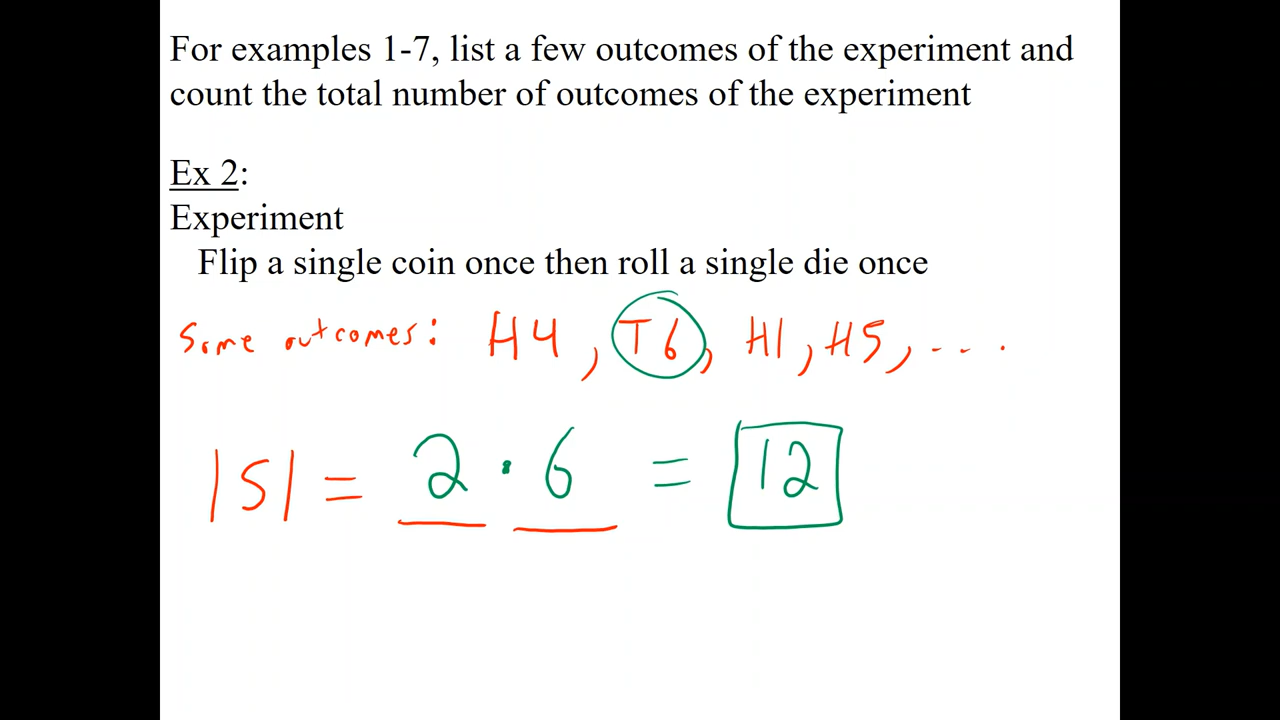 For examples 1-7, list a few outcomes of the experiment and
count the total number of outcomes of the experiment
Ex 2:
Experiment
Flip a single coin once then roll a single die once
Some outcomes: H4, T6, H1, H5, ....
|S| = 2 · 6 = 12